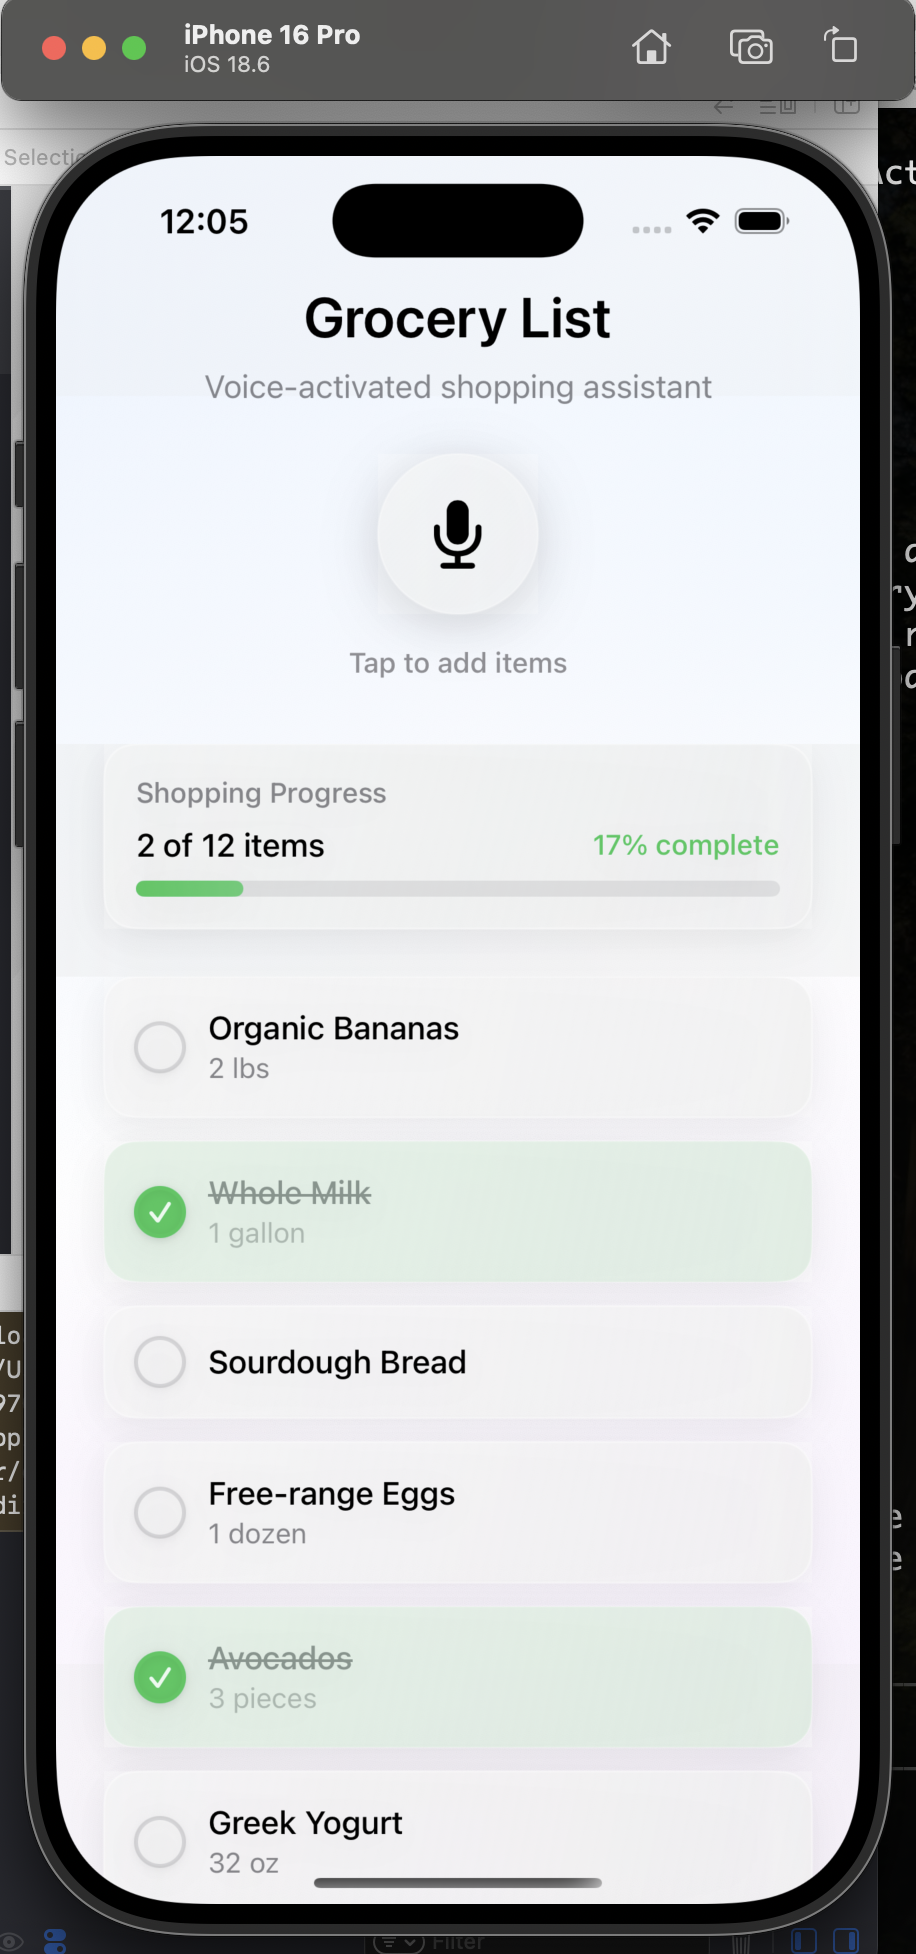 iPhone 16 Pro
iOS 18.6
12:05
Grocery List
Voice-activated shopping assistant
Tap to add items
Shopping Progress
2 of 12 items
17% complete
Organic Bananas
2 lbs
Whole Milk
1 gallon
Sourdough Bread
Free-range Eggs
1 dozen
Avocados
3 pieces
Greek Yogurt
32 oz
Filter